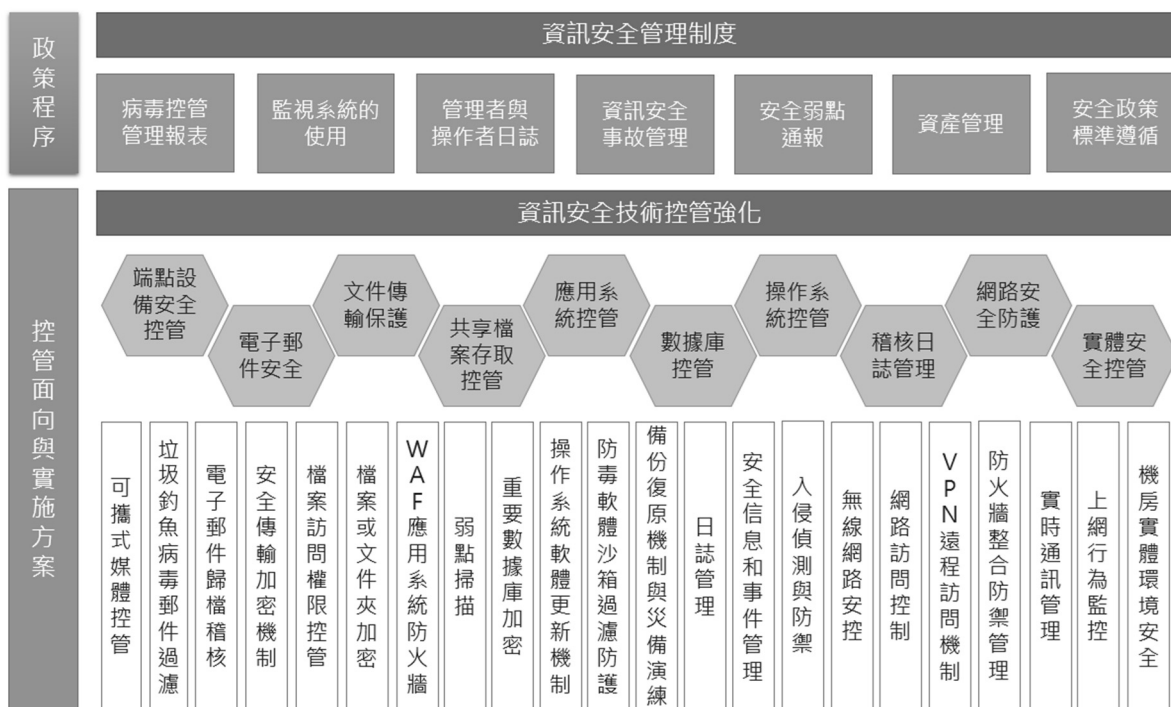 政策程序
資訊安全管理制度
病毒控管
管理報表
監視系統的
使用
管理者與
操作者日誌
資訊安全
事故管理
安全弱點
通報
資產管理
安全政策
標準遵循
控管面向與實施方案
資訊安全技術控管強化
端點設
備安全
控管
電子郵
件安全
文件傳
輸保護
共享檔
案存取
控管
應用系
統控管
數據庫
控管
操作系
統控管
稽核日
誌管理
網路安
全防護
實體安
全控管
可攜式媒體控管
垃圾釣魚病毒郵件過濾
電子郵件歸檔稽核
安全傳輸加密機制
檔案訪問權限控管
檔案或文件夾加密
WAF應用系統防火牆
弱點掃描
重要數據庫加密
操作系統軟體更新機制
防毒軟體沙箱過濾防護
備份復原機制與災備演練
日誌管理
安全信息和事件管理
入侵偵測與防禦
無線網路安控
網路訪問控制
VPN遠程訪問機制
防火牆整合防禦管理
實時通訊管理
上網行為監控
機房實體環境安全